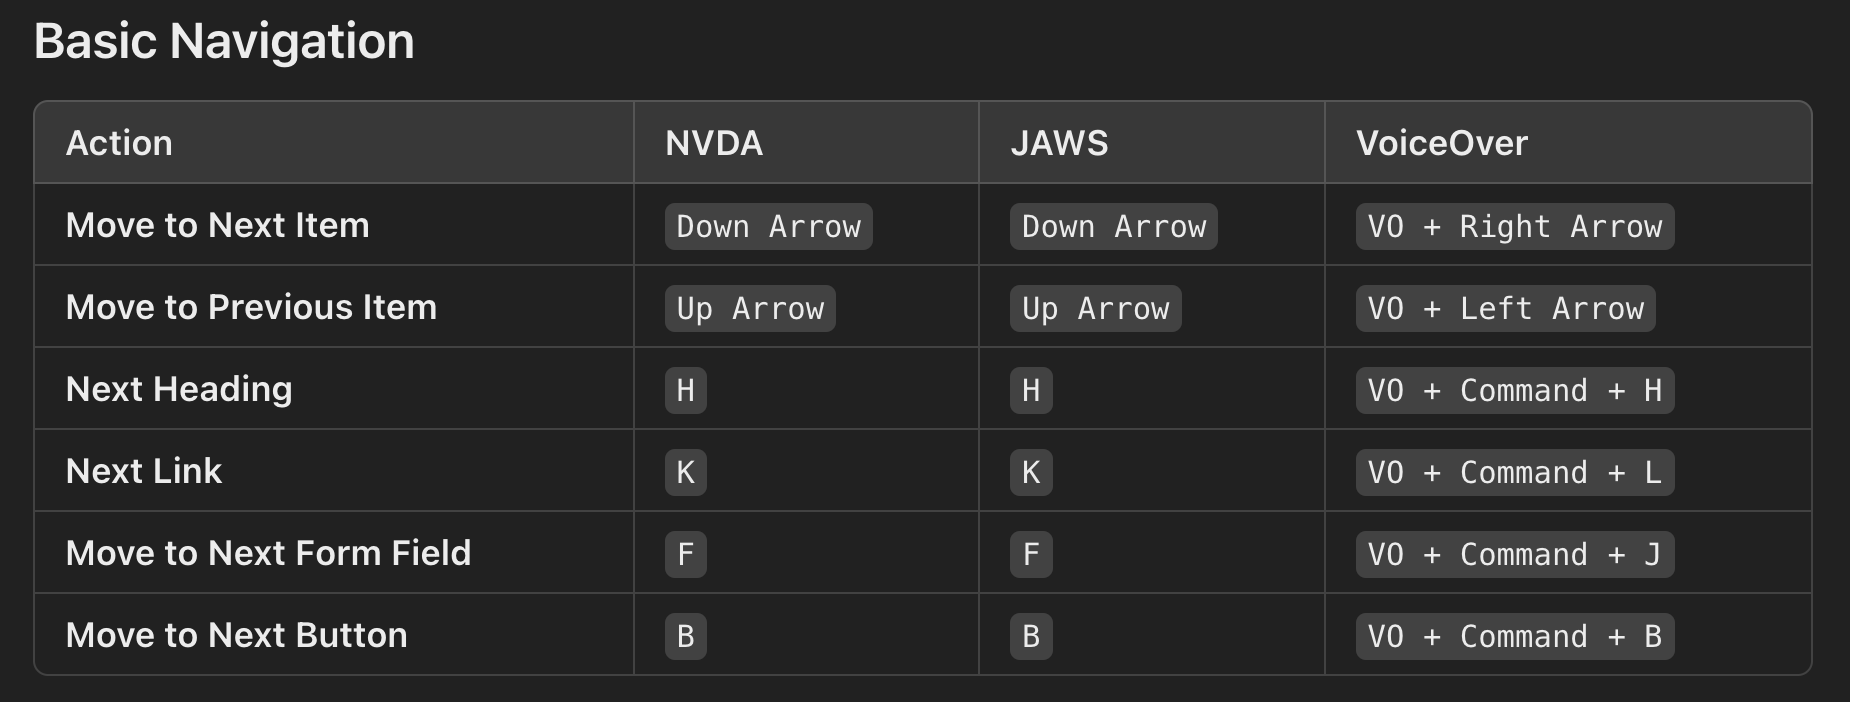 Basic Navigation
Action NVDA JAWS VoiceOver
Move to Next Item Down Arrow Down Arrow VO + Right Arrow
Move to Previous Item Up Arrow Up Arrow VO + Left Arrow
Next Heading H H VO + Command + H
Next Link K K VO + Command + L
Move to Next Form Field F F VO + Command + J
Move to Next Button B B VO + Command + B